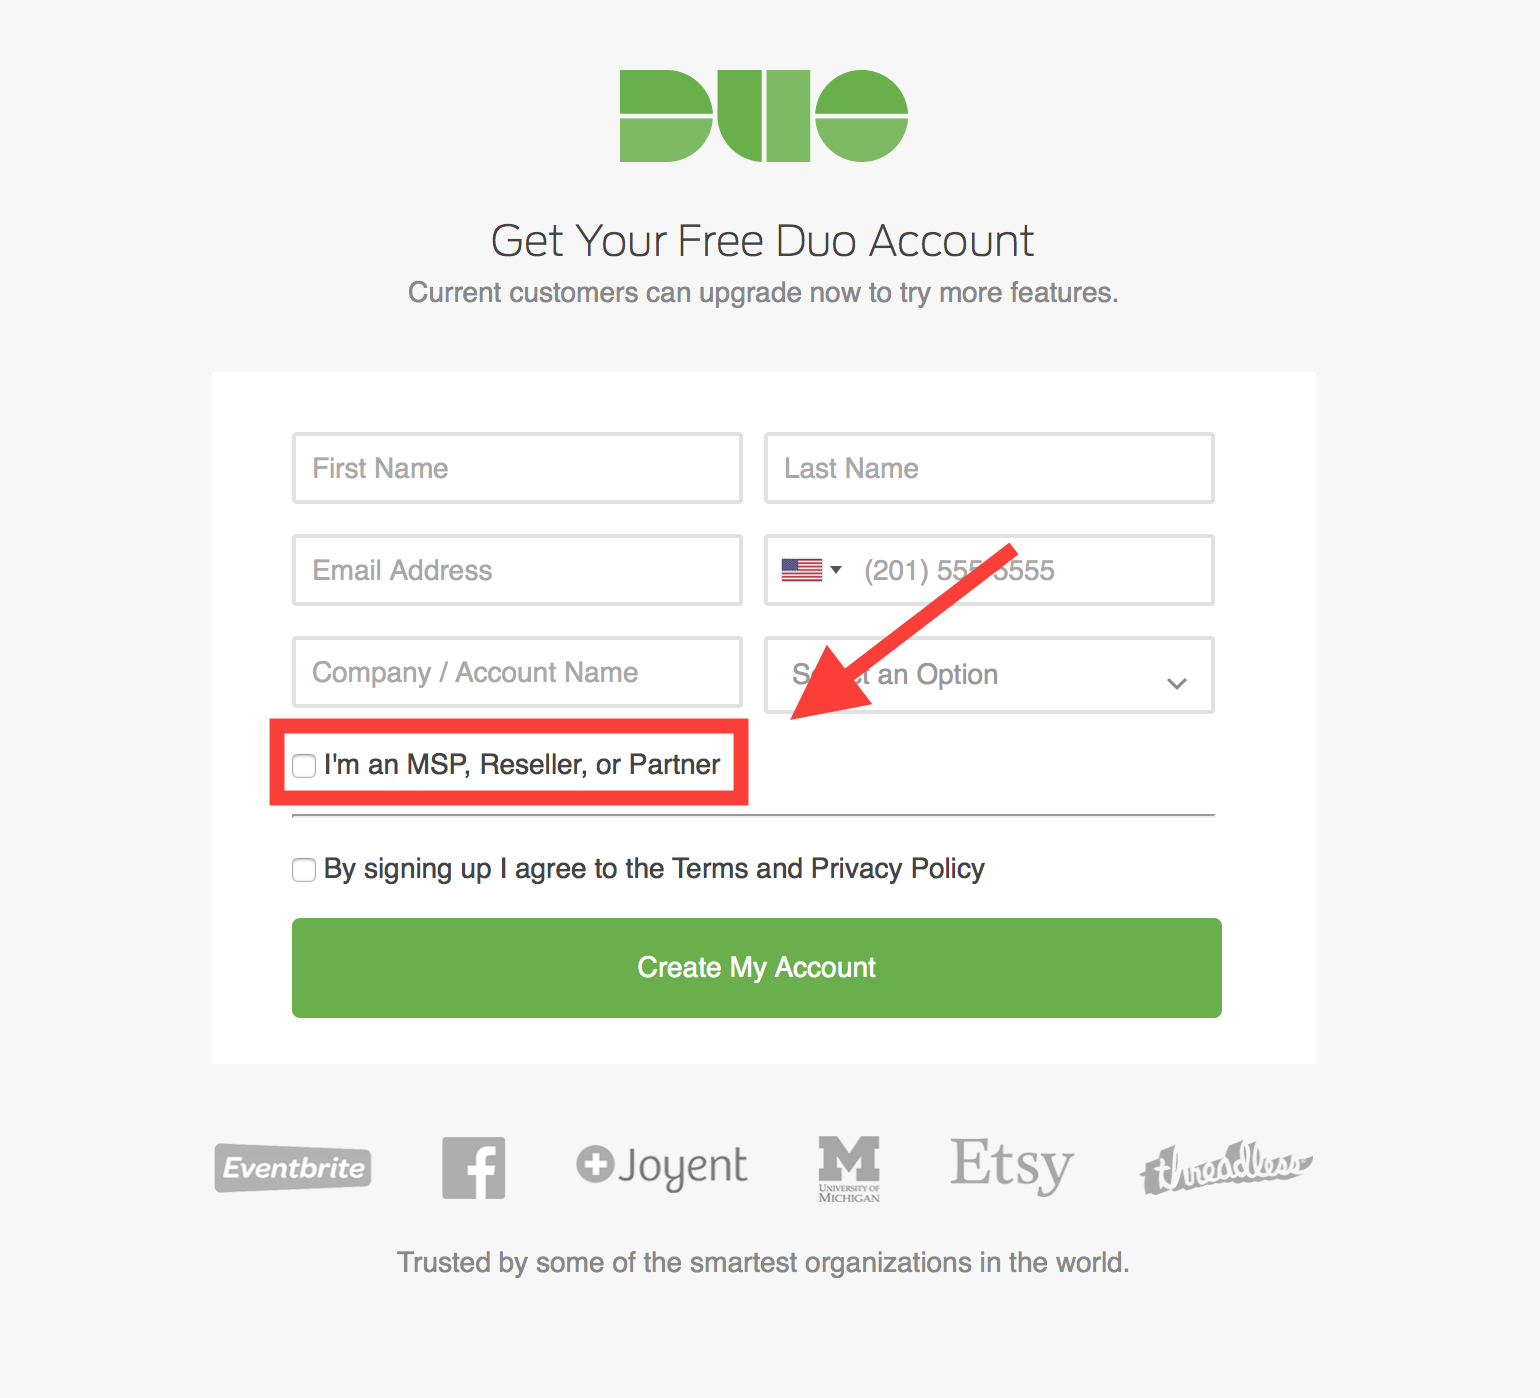 DUO
Get Your Free Duo Account
Current customers can upgrade now to try more features.
First Name
Last Name
Email Address
(201) 555-5555
Company / Account Name
an Option
I'm an MSP, Reseller, or Partner
By signing up I agree to the Terms and Privacy Policy
Create My Account
Eventbrite
f
Joyent
M
UNIVERSITY OF
MICHIGAN
Etsy
threadless
Trusted by some of the smartest organizations in the world.